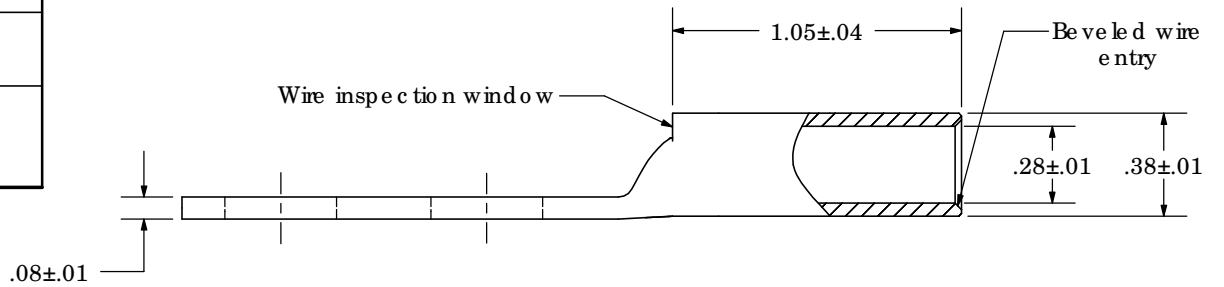 1.05±.04
Beveled wire
entry
Wire inspection window
.28±.01
.38±.01
.08±.01